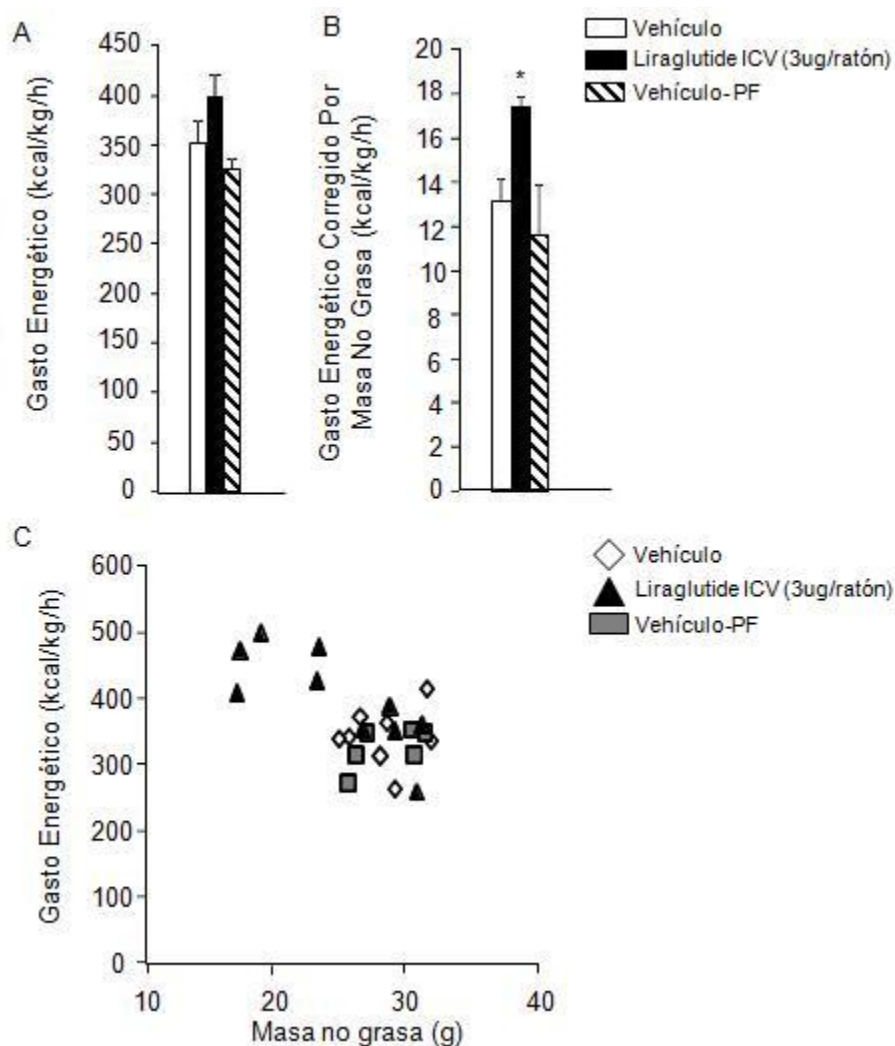 A
Gasto Energético (kcal/kg/h)
450
400
350
300
250
200
150
100
50
0
B
Gasto Energético Corregido Por
Masa No Grasa (kcal/kg/h)
20
18
16
14
12
10
8
6
4
2
0
*
Vehículo
Liraglutide ICV (3ug/ratón)
Vehículo-PF
C
Gasto Energético (kcal/kg/h)
600
500
400
300
200
100
0
10 20 30 40
Masa no grasa (g)
Vehículo
Liraglutide ICV (3ug/ratón)
Vehículo-PF